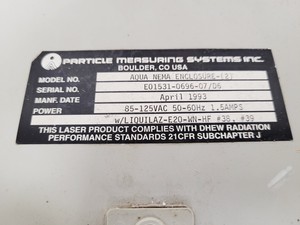 PARTICLE MEASURING SYSTEMS INC.
BOULDER, CO USA
MODEL NO. AQUA NEMA ENCLOSURE-(2)
SERIAL NO. E01531-0696-07/06
MANF. DATE April 1993
POWER 85-125VAC 50-60Hz 1.5AMPS
w/LIQUILAZ-E20-WN-HF #38, #39
THIS LASER PRODUCT COMPLIES WITH DHEW RADIATION
PERFORMANCE STANDARDS 21CFR SUBCHAPTER J